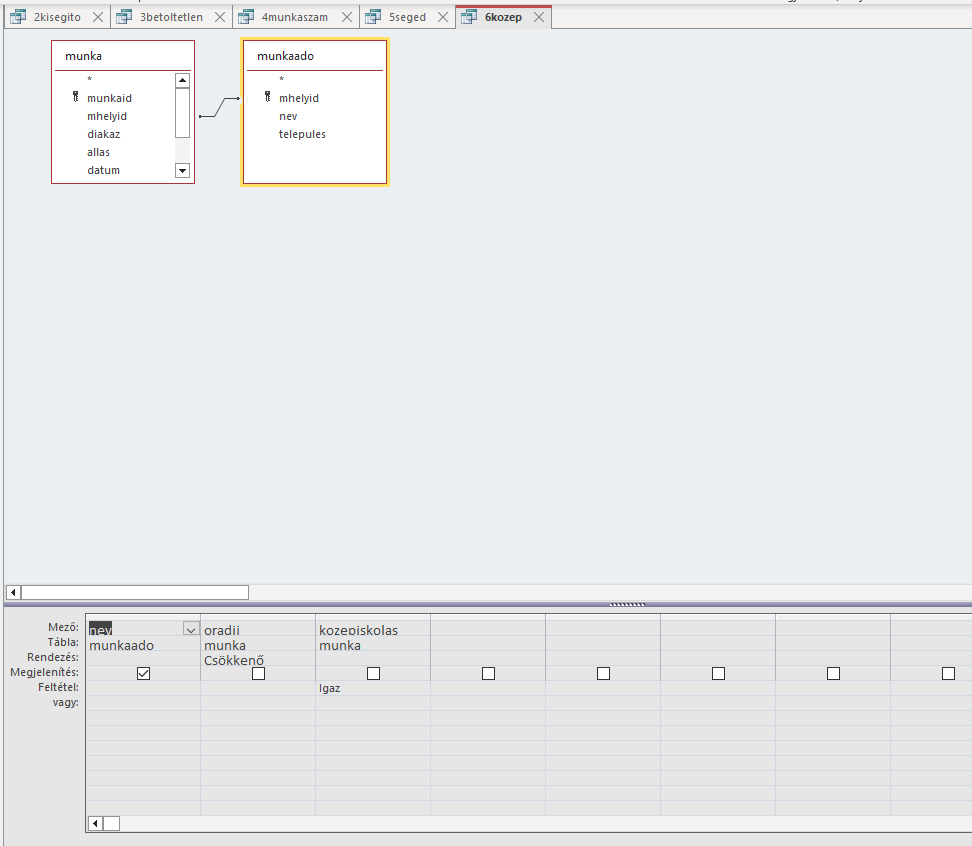 2kisegito
3betoltetlen
4munkaszam
5seged
6kozep
munka
*
munkaid
mhelyid
diakaz
allas
datum
munkaado
*
mhelyid
nev
telepules
Mező: nev oradij kozepiskolas
Tábla: munkaado munka munka
Rendezés: Csökkenő
Megjelenítés:
Feltétel: Igaz
vagy: